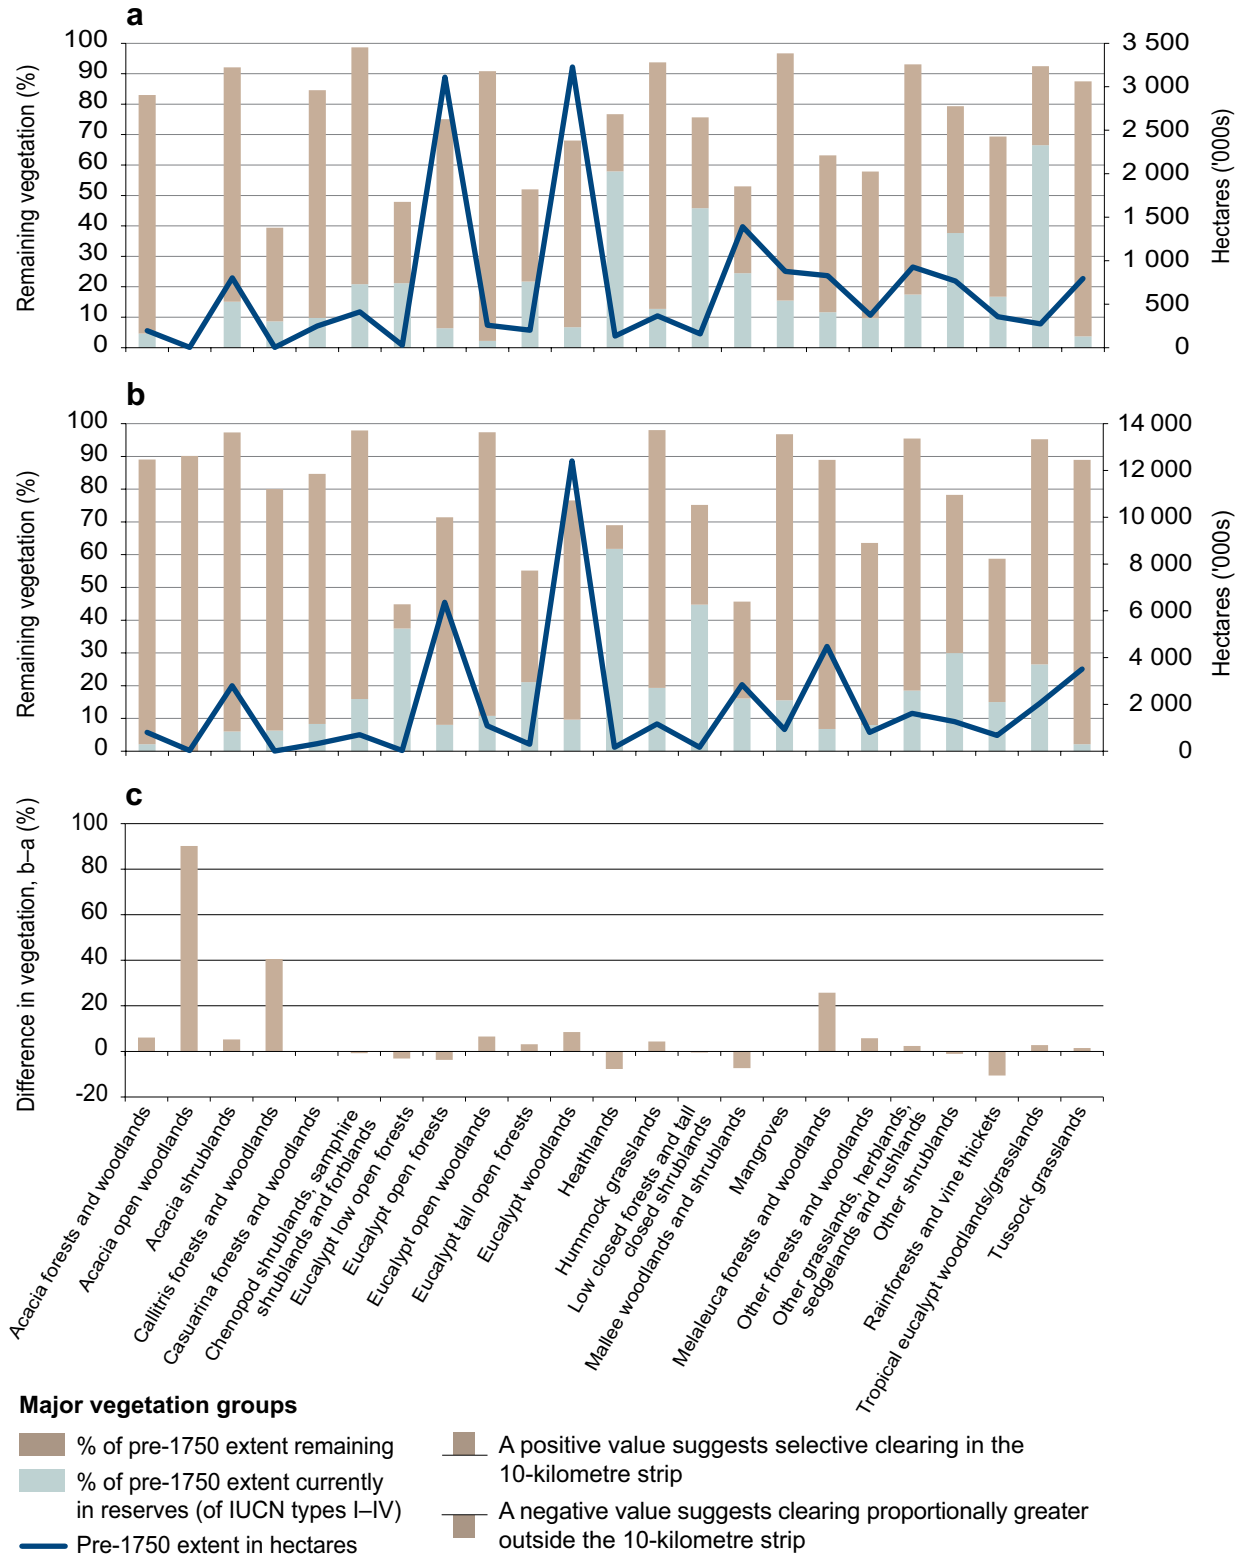 a
Remaining vegetation (%)
100
90
80
70
60
50
40
30
20
10
0
3 500
3 000
2 500
2 000
1 500
1 000
500
0
Hectares ('000s)
b
Remaining vegetation (%)
100
90
80
70
60
50
40
30
20
10
0
14 000
12 000
10 000
8 000
6 000
4 000
2 000
0
Hectares ('000s)
c
Difference in vegetation, b–a (%)
100
80
60
40
20
0
-20
Acacia forests and woodlands
Acacia open woodlands
Acacia shrublands
Callitris forests and woodlands
Casuarina forests and woodlands
Chenopod shrublands, samphire
shrublands and forblands
Eucalypt low open forests
Eucalypt open forests
Eucalypt open woodlands
Eucalypt tall open forests
Eucalypt woodlands
Heathlands
Hummock grasslands
Low closed forests and tall
closed shrublands
Mallee woodlands and shrublands
Mangroves
Melaleuca forests and woodlands
Other forests and woodlands
Other grasslands, herblands,
sedgelands and rushlands
Other shrublands
Rainforests and vine thickets
Tropical eucalypt woodlands/grasslands
Tussock grasslands
Major vegetation groups
% of pre-1750 extent remaining
% of pre-1750 extent currently
in reserves (of IUCN types I–IV)
Pre-1750 extent in hectares
A positive value suggests selective clearing in the
10-kilometre strip
A negative value suggests clearing proportionally greater
outside the 10-kilometre strip